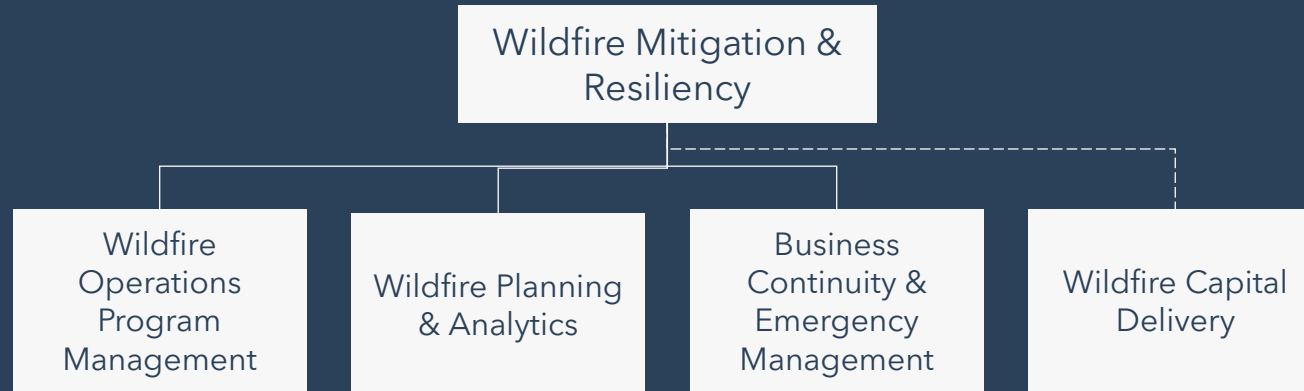 Wildfire Mitigation &
Resiliency
Wildfire
Operations
Program
Management
Wildfire Planning
& Analytics
Business
Continuity &
Emergency
Management
Wildfire Capital
Delivery